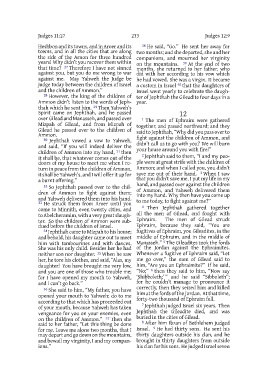 Judges 11:27
233
Judges 12:9
Heshbon and its towns, and in Aroer and its
towns, and in all the cities that are along
the side of the Arnon for three hundred
years! Why didn't you recover them within
that time? 27 Therefore I have not sinned
against you, but you do me wrong to war
against me. May Yahweh the Judge be
judge today between the children of Israel
and the children of Ammon."
28 However, the king of the children of
Ammon didn't listen to the words of Jeph-
thah which he sent him. 29 Then Yahweh's
Spirit came on Jephthah, and he passed
over Gilead and Manasseh, and passed over
Mizpah of Gilead, and from Mizpah of
Gilead he passed over to the children of
Ammon.
30 Jephthah vowed a vow to Yahweh,
and said, "If you will indeed deliver the
children of Ammon into my hand, 31 then
it shall be, that whatever comes out of the
doors of my house to meet me when I re-
turn in peace from the children of Ammon,
it shall be Yahweh's, and I will offer it up for
a burnt offering."
32 So Jephthah passed over to the chil-
dren of Ammon to fight against them;
and Yahweh delivered them into his hand.
33 He struck them from Aroer until you
come to Minnith, even twenty cities, and
to Abelcheramim, with a very great slaugh-
ter. So the children of Ammon were sub-
dued before the children of Israel.
34 Jephthah came to Mizpah to his house;
and behold, his daughter came out to meet
him with tambourines and with dances.
She was his only child. Besides her he had
neither son nor daughter. 35 When he saw
her, he tore his clothes, and said, "Alas, my
daughter! You have brought me very low,
and you are one of those who trouble me;
for I have opened my mouth to Yahweh,
and I can't go back."
36 She said to him, "My father, you have
opened your mouth to Yahweh; do to me
according to that which has proceeded out
of your mouth, because Yahweh has taken
vengeance for you on your enemies, even
on the children of Ammon." 37 Then she
said to her father, "Let this thing be done
for me. Leave me alone two months, that I
may depart and go down on the mountains,
and bewail my virginity, I and my compan-
ions."
38 He said, "Go." He sent her away for
two months; and she departed, she and her
companions, and mourned her virginity
on the mountains. 39 At the end of two
months, she returned to her father, who
did with her according to his vow which
he had vowed. She was a virgin. It became
a custom in Israel 40 that the daughters of
Israel went yearly to celebrate the daugh-
ter of Jephthah the Gileadite four days in a
year.
12
1 The men of Ephraim were gathered
together, and passed northward; and they
said to Jephthah, "Why did you pass over to
fight against the children of Ammon, and
didn't call us to go with you? We will burn
your house around you with fire!"
2 Jephthah said to them, "I and my peo-
ple were at great strife with the children of
Ammon; and when I called you, you didn't
save me out of their hand. 3 When I saw
that you didn't save me, I put my life in my
hand, and passed over against the children
of Ammon, and Yahweh delivered them
into my hand. Why then have you come up
to me today, to fight against me?"
4 Then Jephthah gathered together
all the men of Gilead, and fought with
Ephraim. The men of Gilead struck
Ephraim, because they said, "You are
fugitives of Ephraim, you Gileadites, in the
middle of Ephraim, and in the middle of
Manasseh." 5 The Gileadites took the fords
of the Jordan against the Ephraimites.
Whenever a fugitive of Ephraim said, "Let
me go over," the men of Gilead said to
him, "Are you an Ephraimite?" If he said,
"No;" 6 then they said to him, "Now say
'Shibboleth;'" and he said "Sibboleth";
for he couldn't manage to pronounce it
correctly, then they seized him and killed
him at the fords of the Jordan. At that time,
forty-two thousand of Ephraim fell.
7 Jephthah judged Israel six years. Then
Jephthah the Gileadite died, and was
buried in the cities of Gilead.
8 After him Ibzan of Bethlehem judged
Israel. 9 He had thirty sons. He sent his
thirty daughters outside his clan, and he
brought in thirty daughters from outside
his clan for his sons. He judged Israel seven